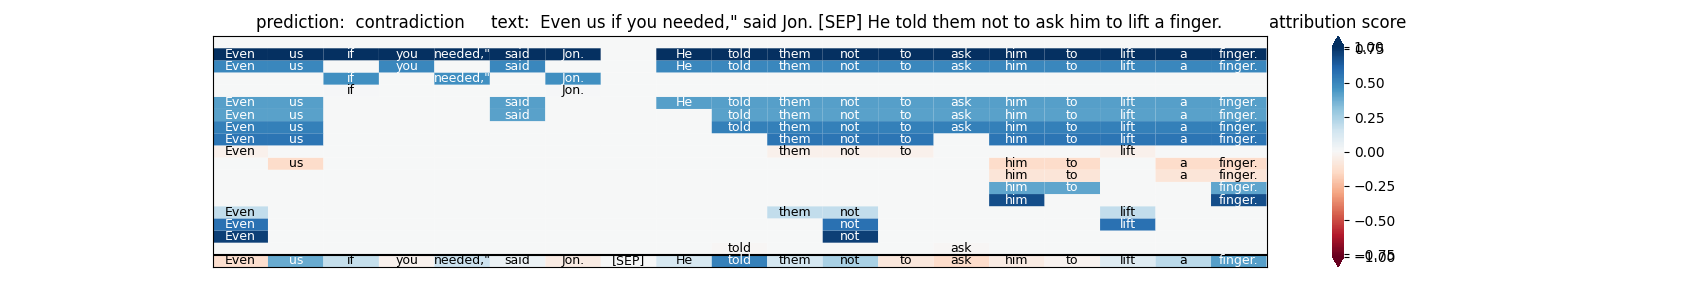 prediction:  contradiction     text:  Even us if you needed," said Jon. [SEP] He told them not to ask him to lift a finger.         attribution score
Even us if you needed," said Jon. He told them not to ask him to lift a finger.
Even us you said He told them not to ask him to lift a finger.
if needed," Jon.
if Jon.
Even us said He told them not to ask him to lift a finger.
Even us said told them not to ask him to lift a finger.
Even us told them not to ask him to lift a finger.
Even us them not to him to lift a finger.
Even them not to lift
us him to a finger.
him to a finger.
him to finger.
him finger.
Even them not lift
Even not lift
Even not
told ask
Even us if you needed," said Jon. [SEP] He told them not to ask him to lift a finger.
1.00
0.75
0.50
0.25
0.00
−0.25
−0.50
−0.75
−1.00